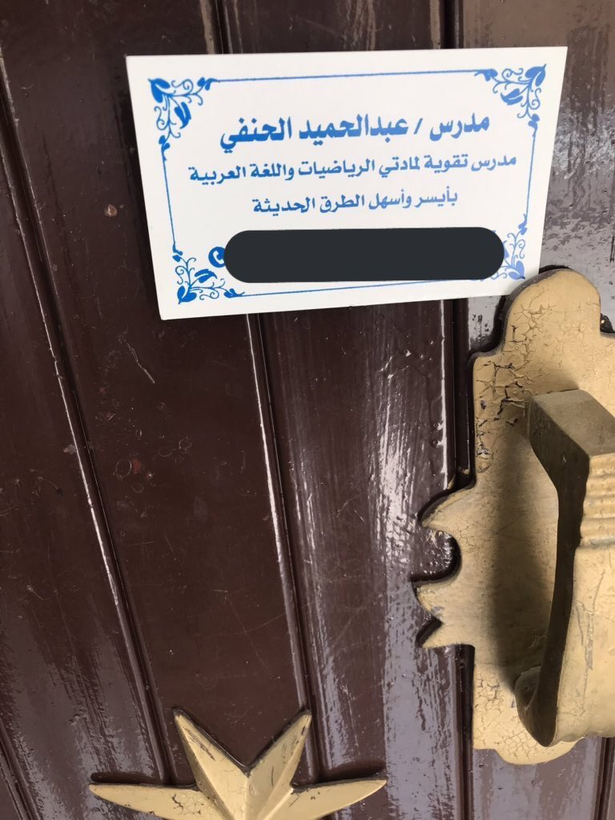 مدرس / عبدالحميد الحنفي
مدرس تقوية لمادتي الرياضيات واللغة العربية
بأيسر وأسهل الطرق الحديثة